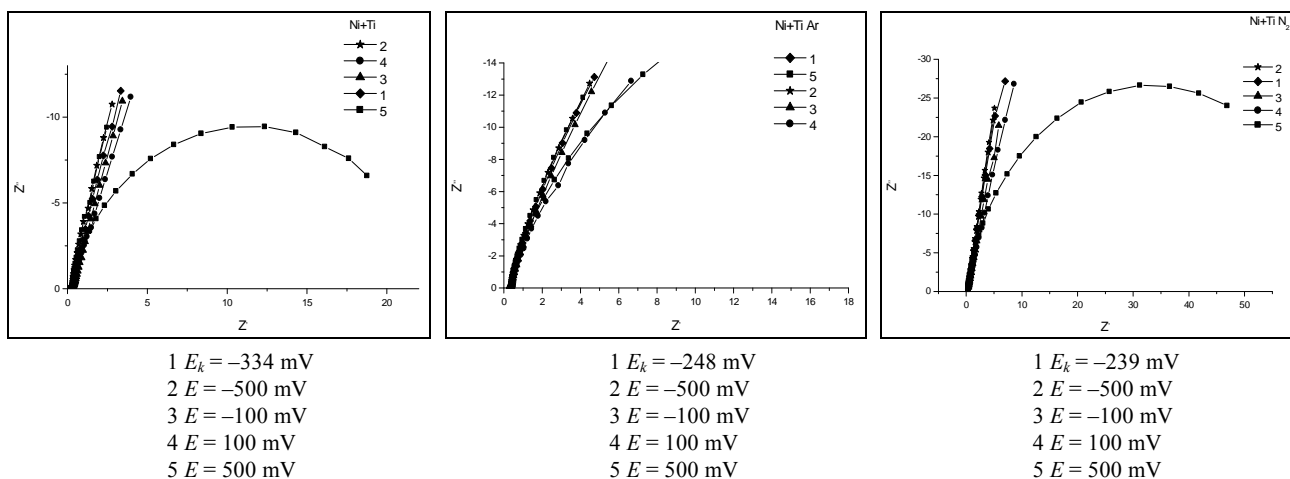 Ni+Ti
2
4
3
1
5
-10
-5
0
0 5 10 15 20
Z''
Z'
1 Eₖ = –334 mV
2 E = –500 mV
3 E = –100 mV
4 E = 100 mV
5 E = 500 mV
Ni+Ti Ar
1
5
2
3
4
-14
-12
-10
-8
-6
-4
-2
0
0 2 4 6 8 10 12 14 16 18
Z''
Z'
1 Eₖ = –248 mV
2 E = –500 mV
3 E = –100 mV
4 E = 100 mV
5 E = 500 mV
Ni+Ti N₂
2
1
3
4
5
-30
-25
-20
-15
-10
-5
0
0 10 20 30 40 50
Z''
Z'
1 Eₖ = –239 mV
2 E = –500 mV
3 E = –100 mV
4 E = 100 mV
5 E = 500 mV